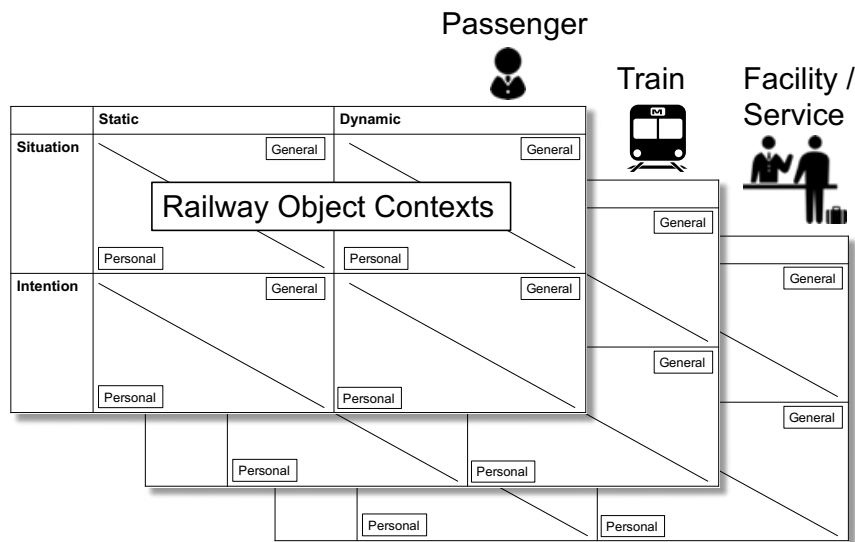 Passenger
Train
Facility /
Service
M
Static
Dynamic
Situation
General
General
Railway Object Contexts
Personal
Personal
Intention
General
General
Personal
Personal
General
General
Personal
Personal
General
General
Personal
Personal